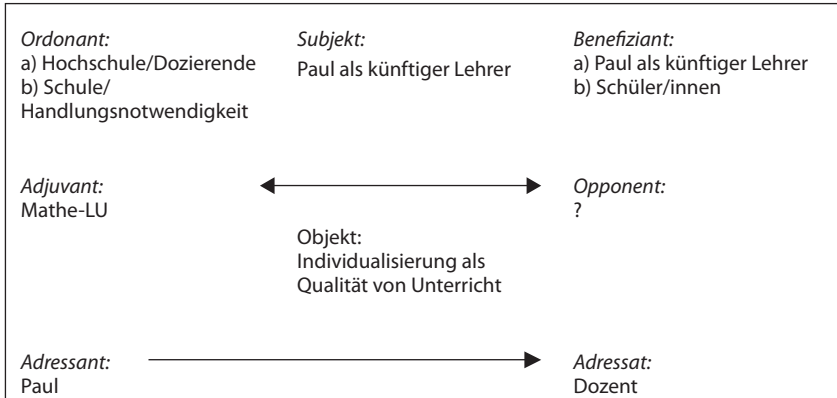 Ordonant:
a) Hochschule/Dozierende
b) Schule/
Handlungsnotwendigkeit
Subjekt:
Paul als künftiger Lehrer
Benefiziant:
a) Paul als künftiger Lehrer
b) Schüler/innen
Adjuvant:
Mathe-LU
Opponent:
?
Objekt:
Individualisierung als
Qualität von Unterricht
Adressant:
Paul
Adressat:
Dozent